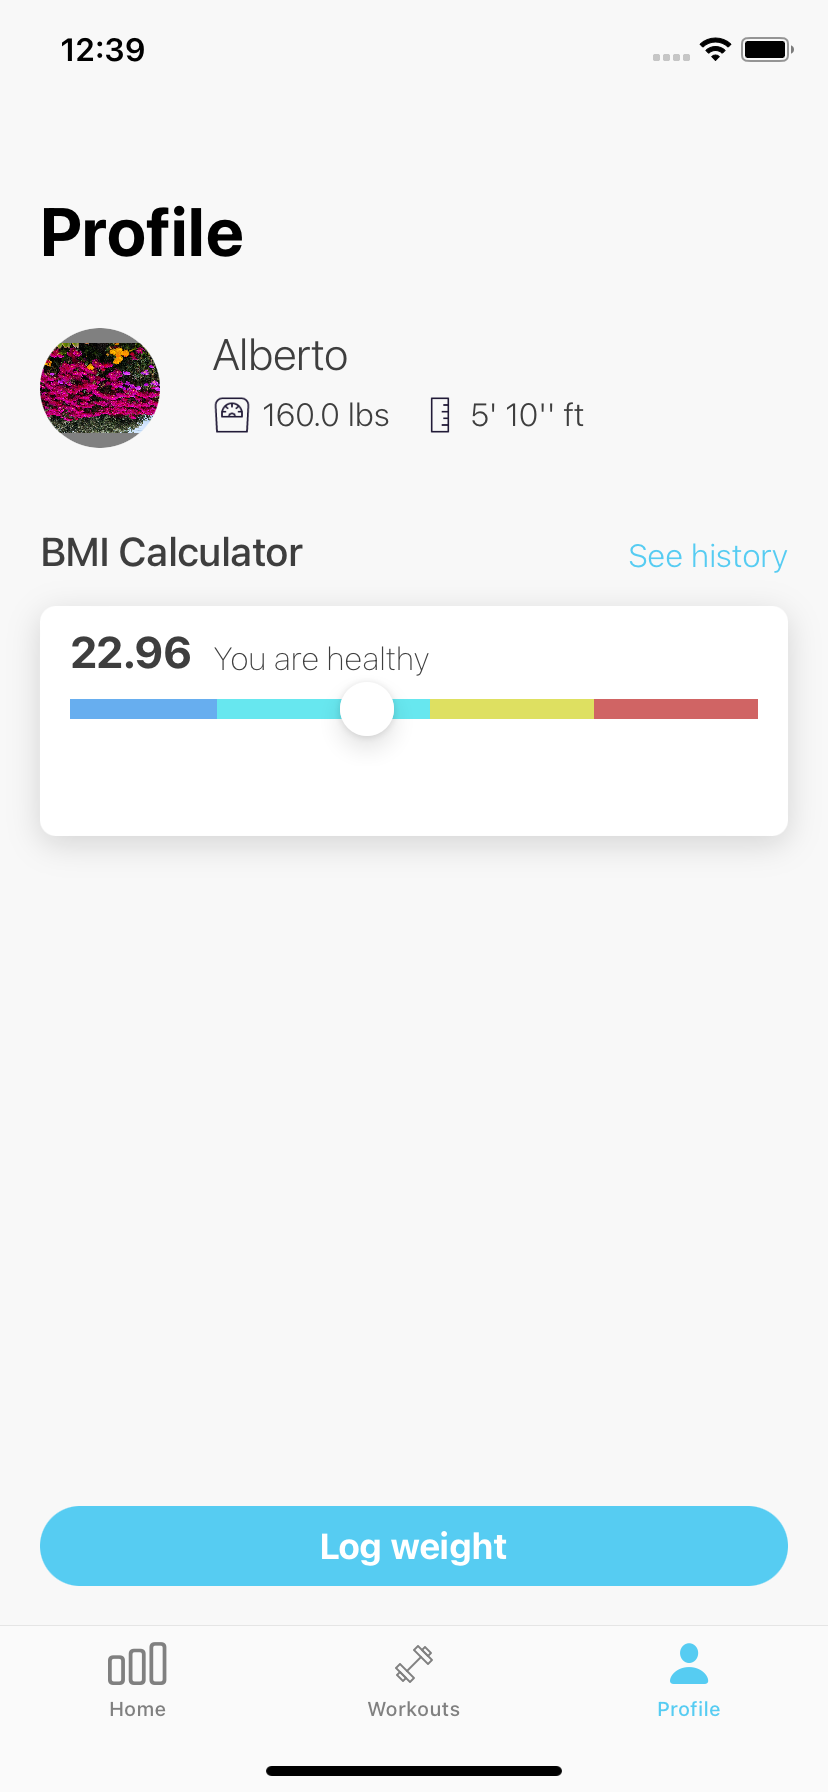 12:39
Profile
Alberto
160.0 lbs 5' 10'' ft
BMI Calculator See history
22.96 You are healthy
Log weight
Home Workouts Profile